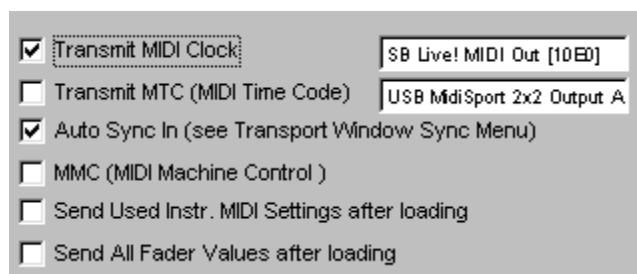 Transmit MIDI Clock SB Live! MIDI Out [10E0]
Transmit MTC (MIDI Time Code) USB MidiSport 2x2 Output A
Auto Sync In (see Transport Window Sync Menu)
MMC (MIDI Machine Control )
Send Used Instr. MIDI Settings after loading
Send All Fader Values after loading